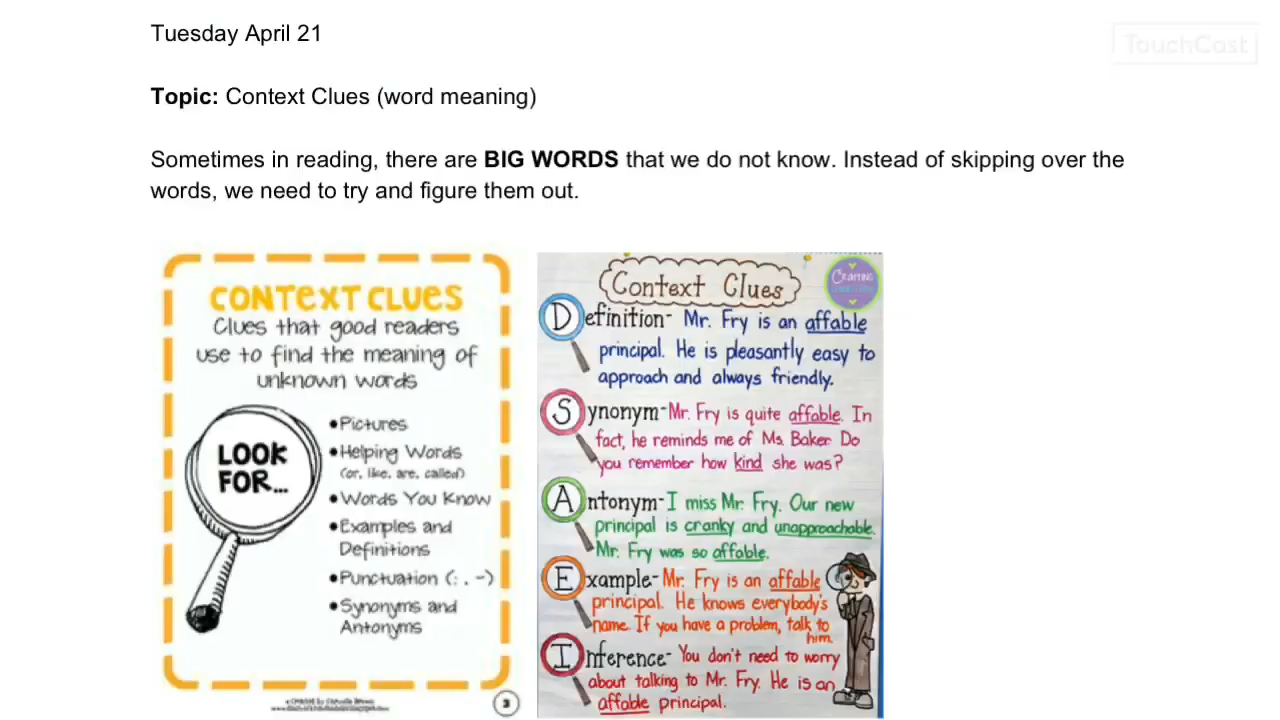 Tuesday April 21
TouchCast
Topic: Context Clues (word meaning)
Sometimes in reading, there are BIG WORDS that we do not know. Instead of skipping over the
words, we need to try and figure them out.
CONTEXT CLUES
Clues that good readers
use to find the meaning of
unknown words
LOOK
FOR...
•Pictures
•Helping Words
(or, like, are, called)
•Words You Know
•Examples and
Definitions
•Punctuation (: , -)
•Synonyms and
Antonyms
3
Context Clues
Crafting
Definition- Mr. Fry is an affable
principal. He is pleasantly easy to
approach and always friendly.
Synonym-Mr. Fry is quite affable. In
fact, he reminds me of Ms. Baker. Do
you remember how kind she was?
Antonym-I miss Mr. Fry. Our new
principal is cranky and unapproachable.
Mr. Fry was so affable.
Example-Mr. Fry is an affable
principal. He knows everybody's
name. If you have a problem, talk to
him.
Inference- You don't need to worry
about talking to Mr. Fry. He is an
affable principal.